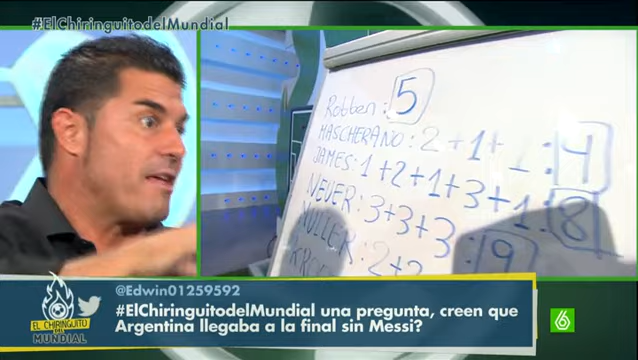 #ElChiringuitodelMundial
Robben: 5
MASCHERANO: 2+1+ : 4
JAMES: 1+2+1+3+1: 8
NEUER: 3+3+3 : 9
MULLER: 2+2
@Edwin01259592
#ElChiringuitodelMundial una pregunta, creen que
Argentina llegaba a la final sin Messi?
EL CHIRINGUITO
DEL
MUNDIAL
6